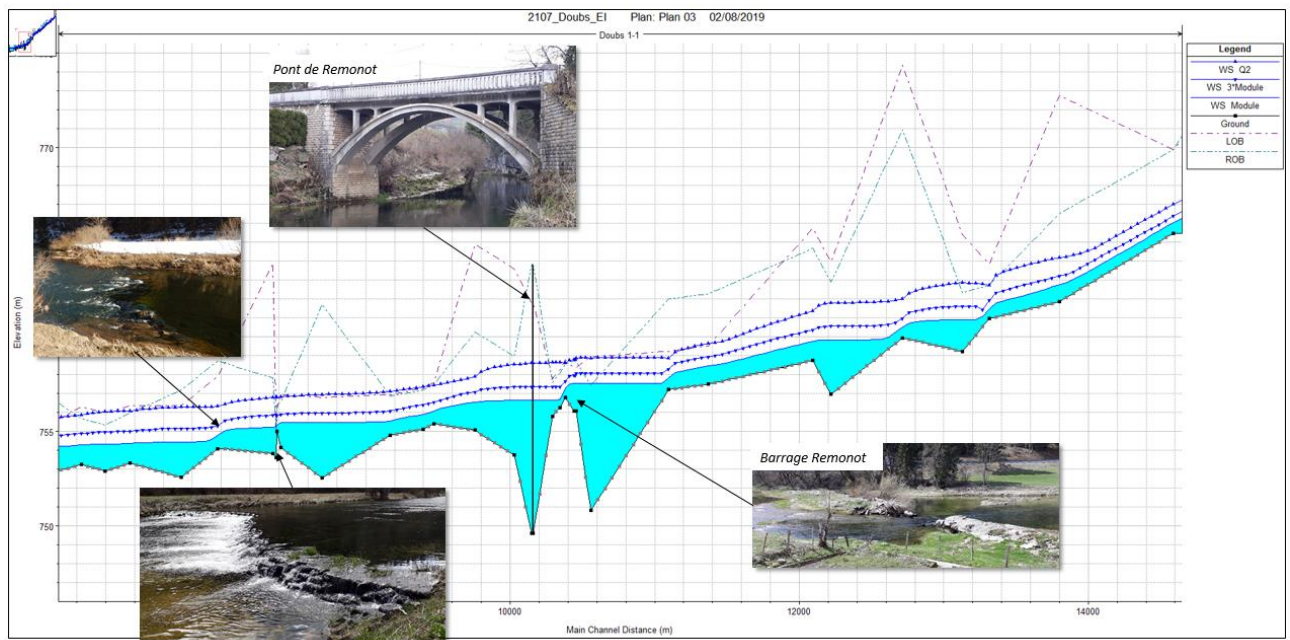 2107_Doubs_EI Plan: Plan 03 02/08/2019
Doubs 1-1
Legend
WS Q2
WS 3*Module
WS Module
Ground
LOB
ROB
Pont de Remonot
770
Elevation (m)
755
Barrage Remonot
750
10000
12000
14000
Main Channel Distance (m)